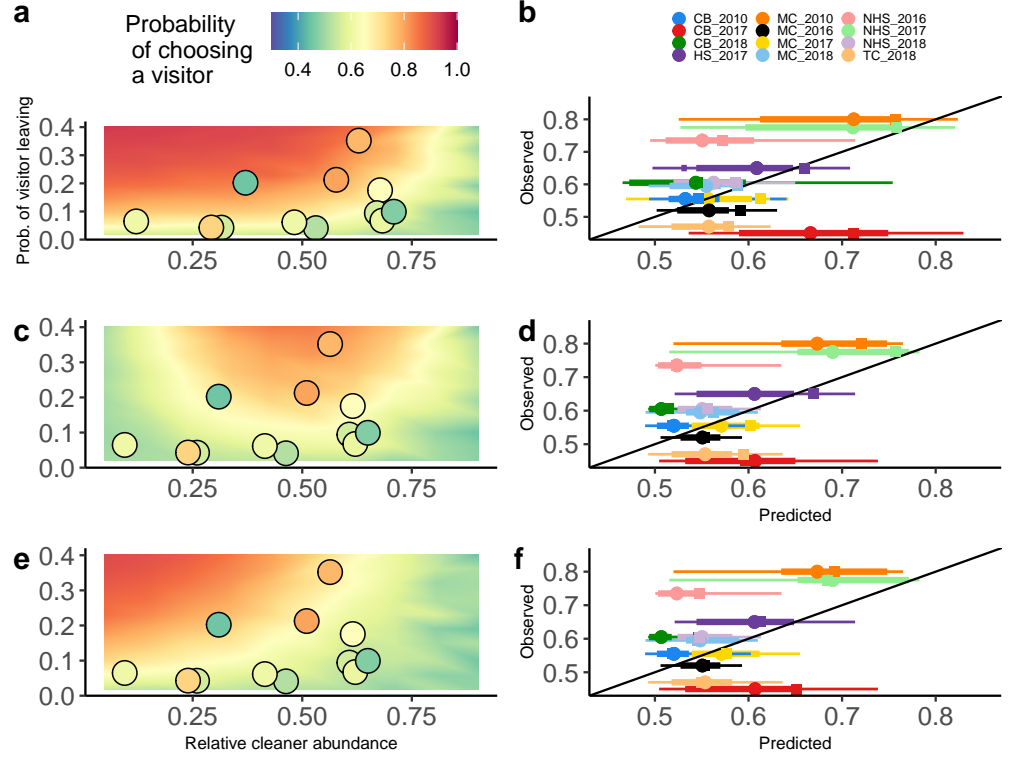 a
Probability
of choosing
a visitor
0.4 0.6 0.8 1.0
Prob. of visitor leaving
0.4
0.3
0.2
0.1
0.0
0.25 0.50 0.75
b
CB_2010 MC_2010 NHS_2016
CB_2017 MC_2016 NHS_2017
CB_2018 MC_2017 NHS_2018
HS_2017 MC_2018 TC_2018
Observed
0.8
0.7
0.6
0.5
0.5 0.6 0.7 0.8
c
0.4
0.3
0.2
0.1
0.0
0.25 0.50 0.75
d
Observed
0.8
0.7
0.6
0.5
0.5 0.6 0.7 0.8
Predicted
e
0.4
0.3
0.2
0.1
0.0
0.25 0.50 0.75
Relative cleaner abundance
f
Observed
0.8
0.7
0.6
0.5
0.5 0.6 0.7 0.8
Predicted